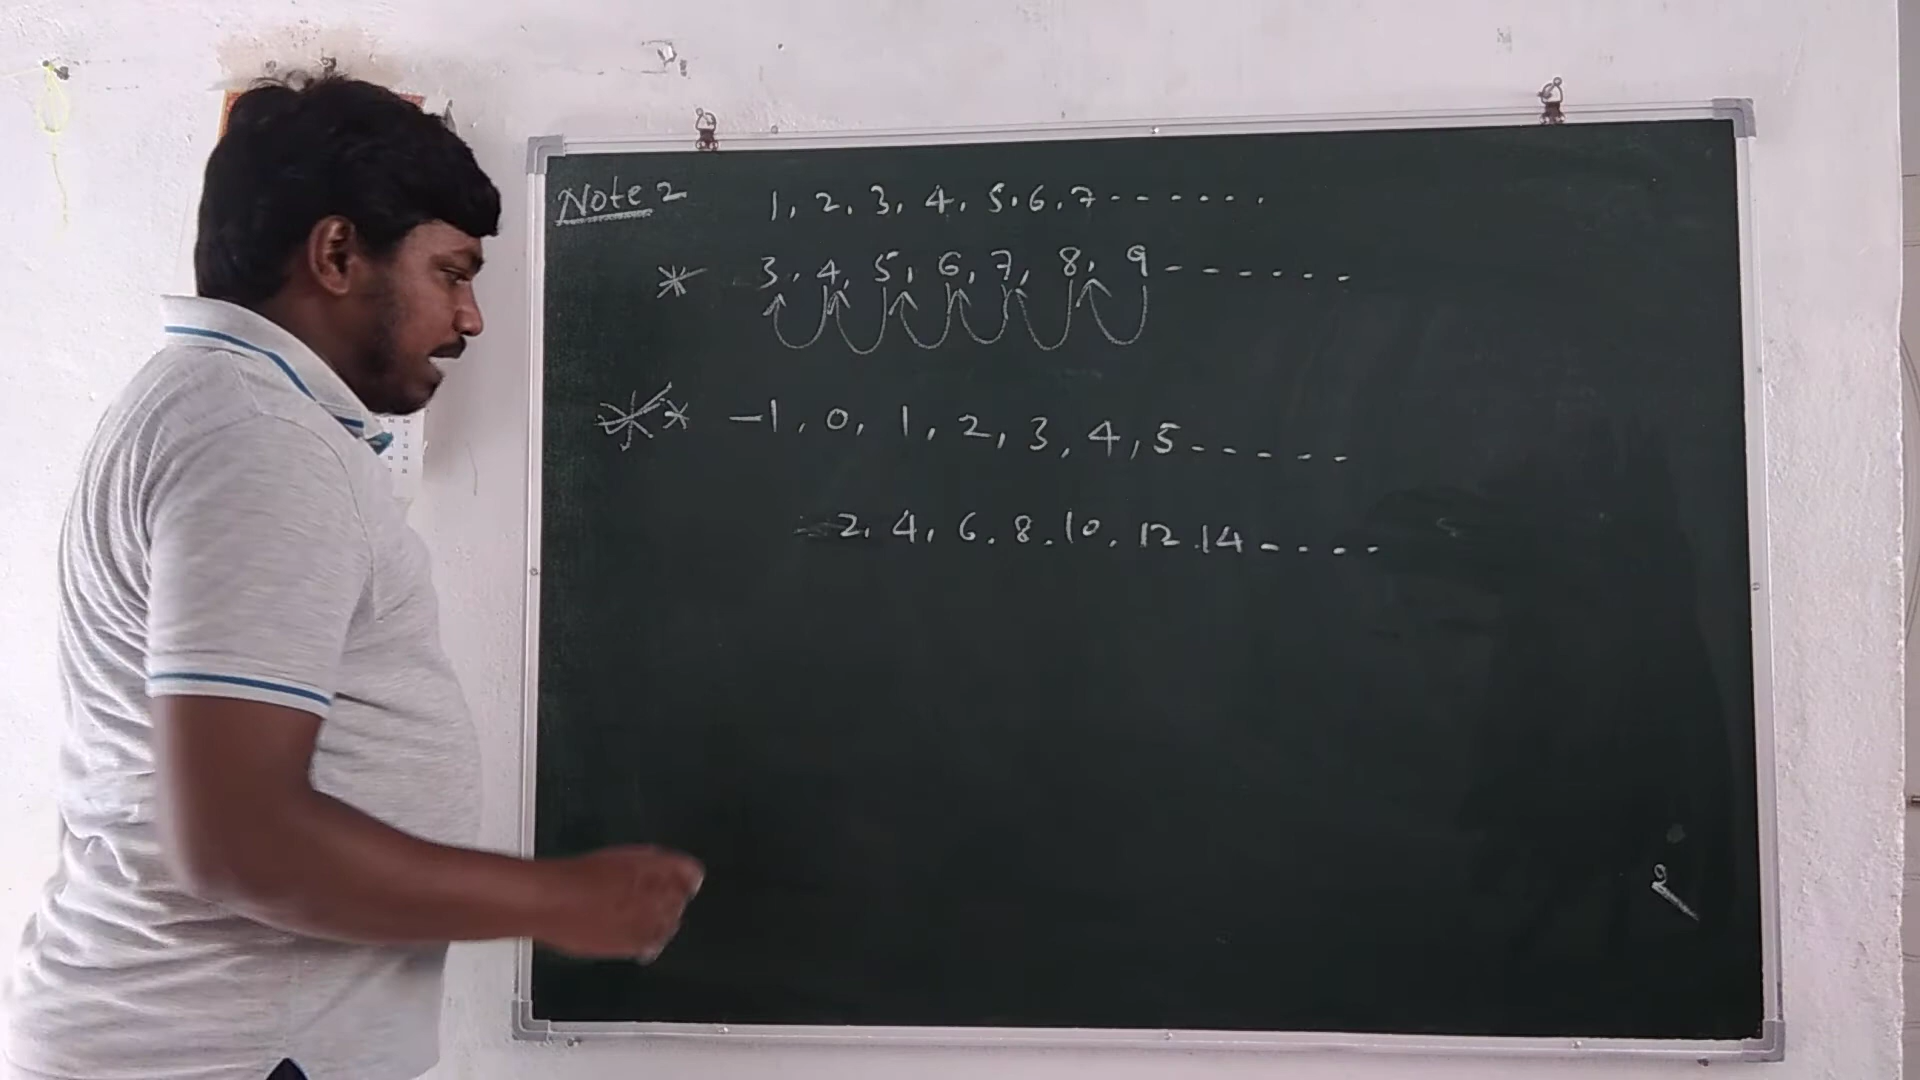 Note 2 1, 2, 3, 4, 5, 6, 7 - - - - - - .
* 3, 4, 5, 6, 7, 8, 9 - - - - - - -
* -1, 0, 1, 2, 3, 4, 5 - - - - -
2, 4, 6, 8, 10, 12, 14 - - - -